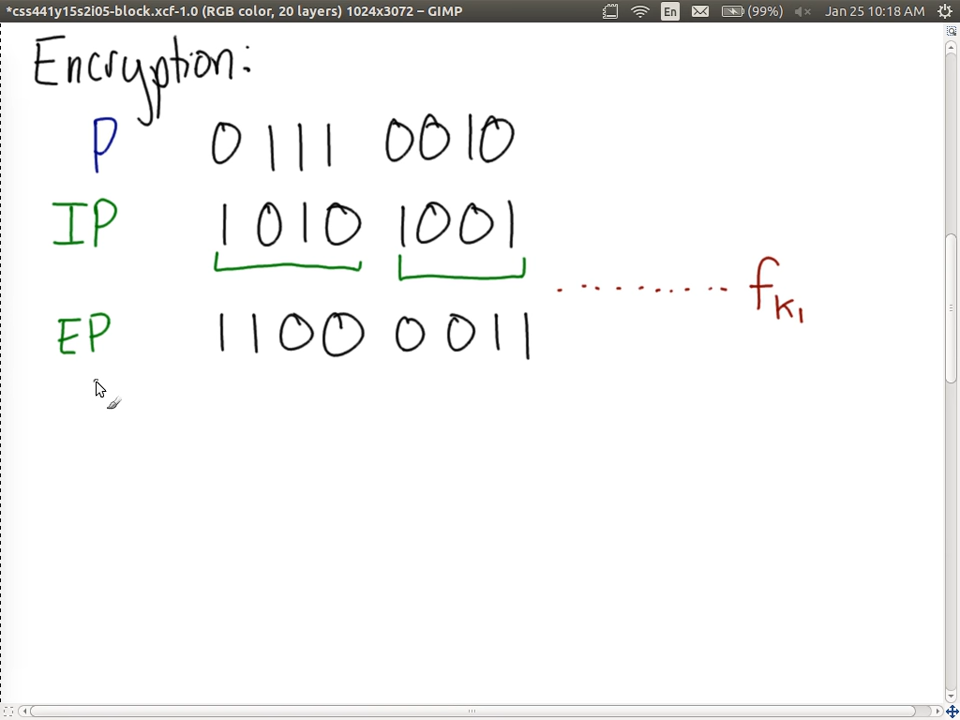 *css441y15s2i05-block.xcf-1.0 (RGB color, 20 layers) 1024x3072 – GIMP En (99%) Jan 25 10:18 AM
Encryption:
P 0111 0010
IP 1010 1001
.......... fK1
EP 1100 0011